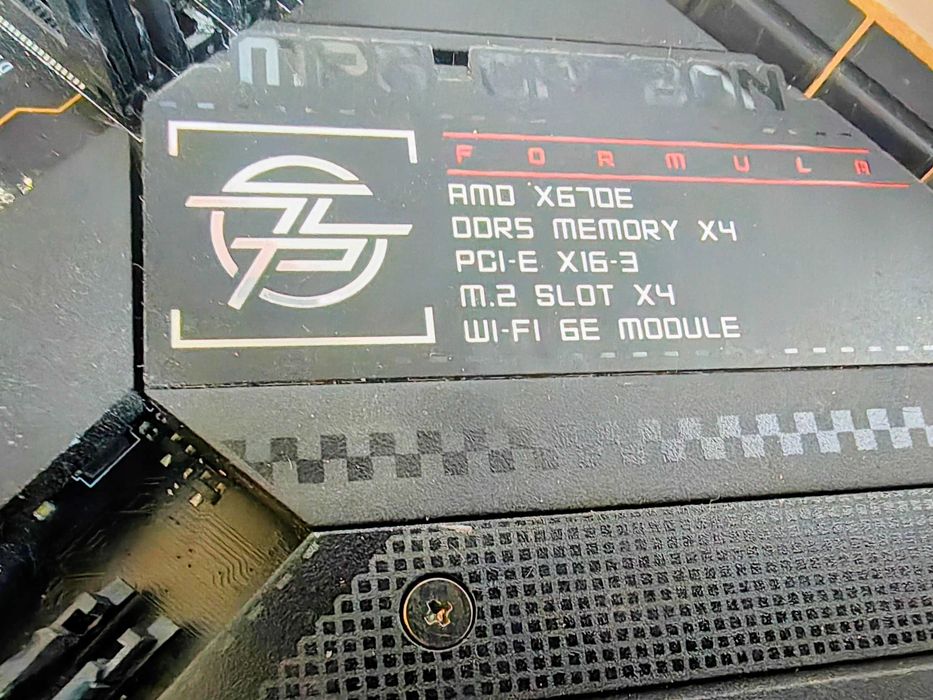 FORMULA
AMD X670E
DDR5 MEMORY X4
PCI-E X16-3
M.2 SLOT X4
WI-FI 6E MODULE